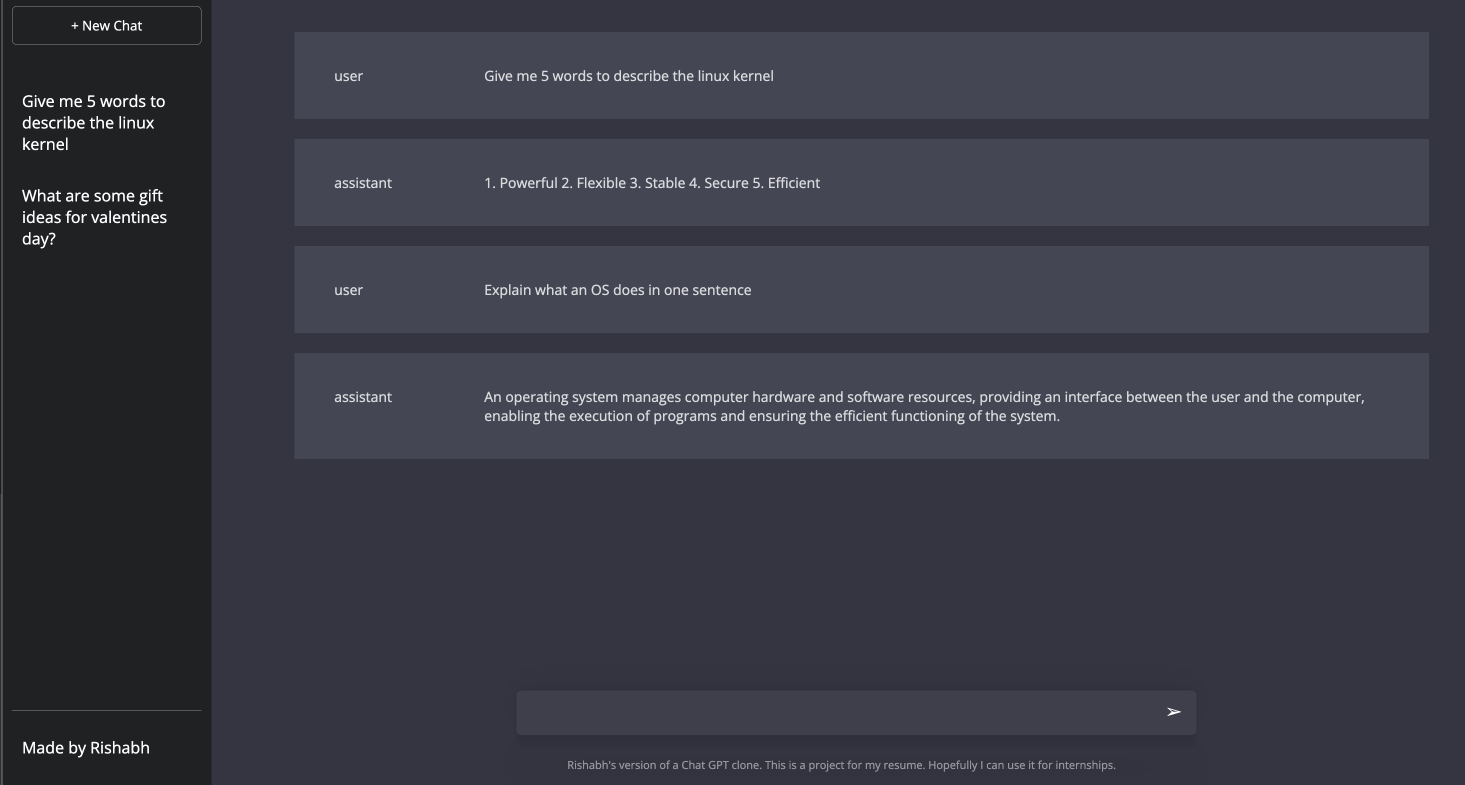 + New Chat
Give me 5 words to
describe the linux
kernel
What are some gift
ideas for valentines
day?
Made by Rishabh
user Give me 5 words to describe the linux kernel
assistant 1. Powerful 2. Flexible 3. Stable 4. Secure 5. Efficient
user Explain what an OS does in one sentence
assistant An operating system manages computer hardware and software resources, providing an interface between the user and the computer,
enabling the execution of programs and ensuring the efficient functioning of the system.
➢
Rishabh's version of a Chat GPT clone. This is a project for my resume. Hopefully I can use it for internships.